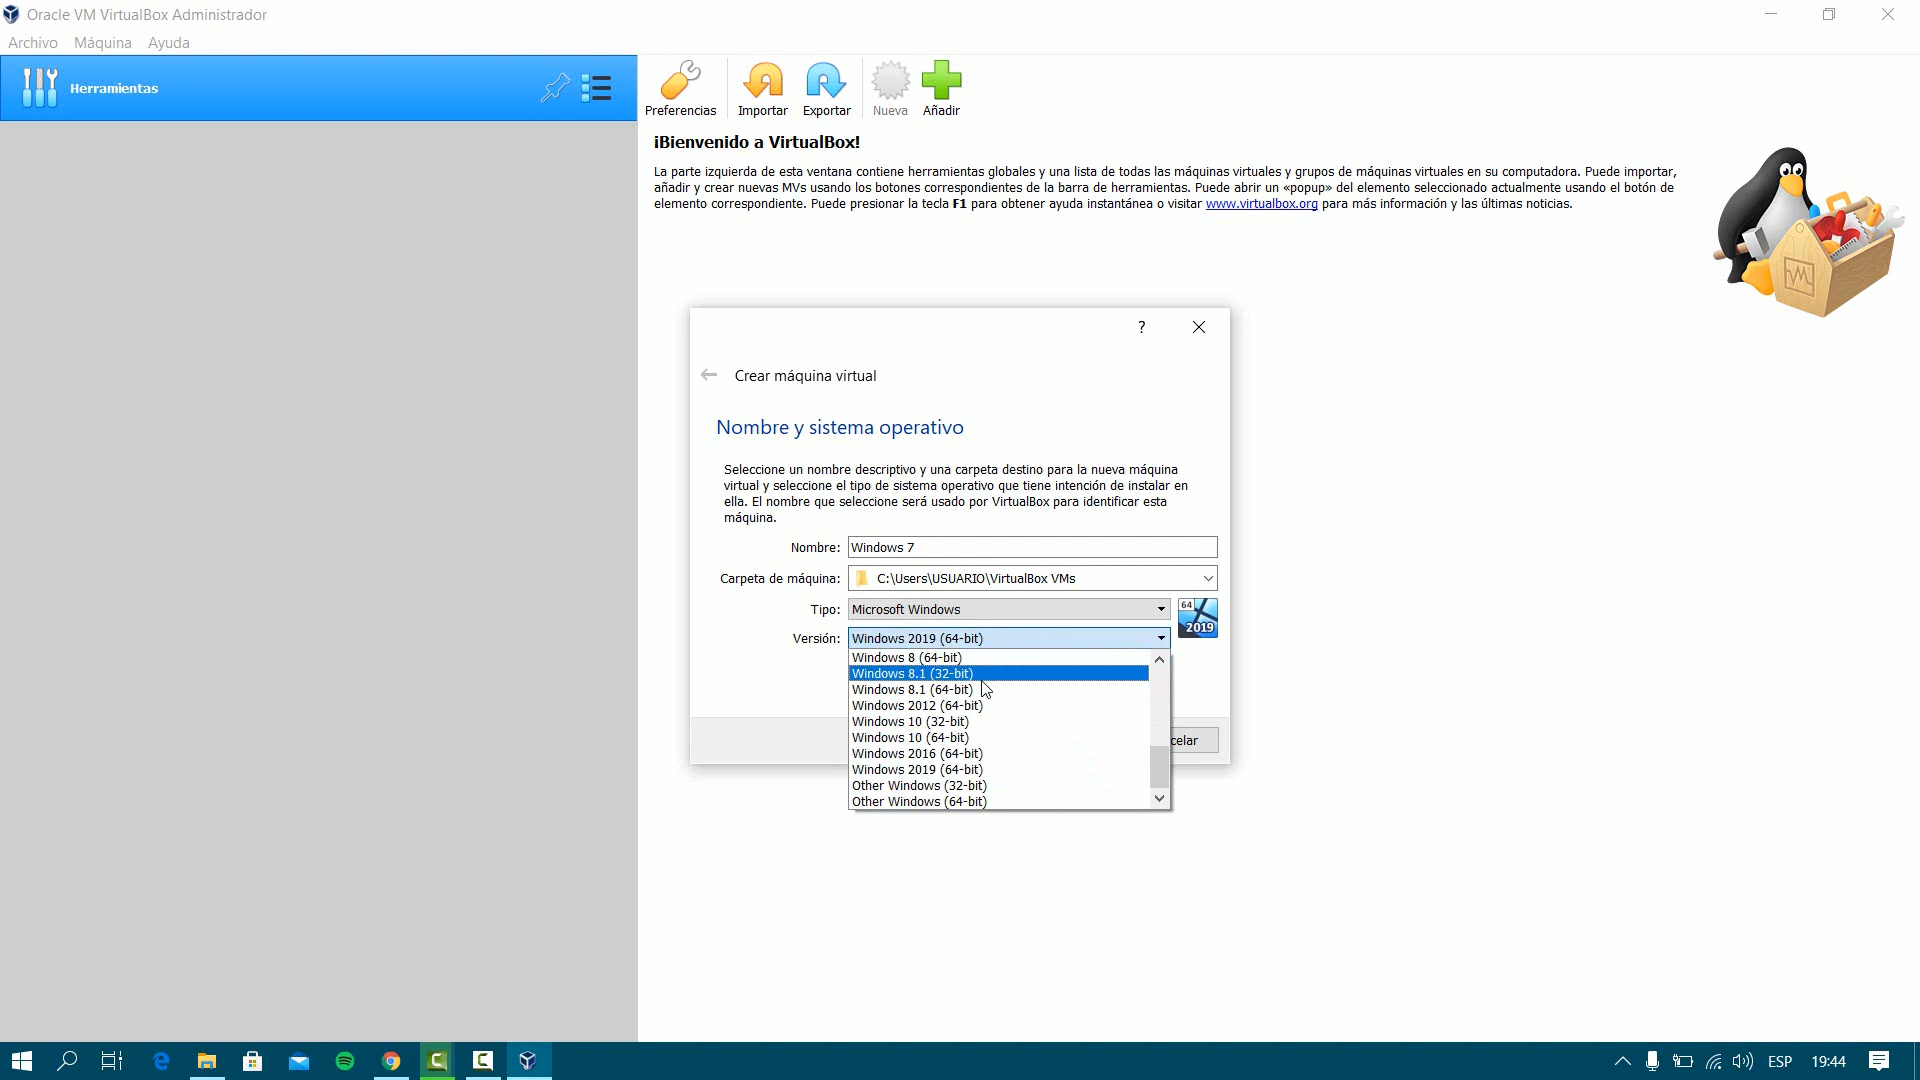 Oracle VM VirtualBox Administrador
Archivo Máquina Ayuda
Herramientas
Preferencias Importar Exportar Nueva Añadir
¡Bienvenido a VirtualBox!
La parte izquierda de esta ventana contiene herramientas globales y una lista de todas las máquinas virtuales y grupos de máquinas virtuales en su computadora. Puede importar,
añadir y crear nuevas MVs usando los botones correspondientes de la barra de herramientas. Puede abrir un «popup» del elemento seleccionado actualmente usando el botón de
elemento correspondiente. Puede presionar la tecla F1 para obtener ayuda instantánea o visitar www.virtualbox.org para más información y las últimas noticias.
?
Crear máquina virtual
Nombre y sistema operativo
Seleccione un nombre descriptivo y una carpeta destino para la nueva máquina
virtual y seleccione el tipo de sistema operativo que tiene intención de instalar en
ella. El nombre que seleccione será usado por VirtualBox para identificar esta
máquina.
Nombre: Windows 7
Carpeta de máquina: C:\Users\USUARIO\VirtualBox VMs
Tipo: Microsoft Windows
64
2019
Versión: Windows 2019 (64-bit)
Windows 8 (64-bit)
Windows 8.1 (32-bit)
Windows 8.1 (64-bit)
Windows 2012 (64-bit)
Windows 10 (32-bit)
Windows 10 (64-bit)
celar
Windows 2016 (64-bit)
Windows 2019 (64-bit)
Other Windows (32-bit)
Other Windows (64-bit)
ESP 19:44